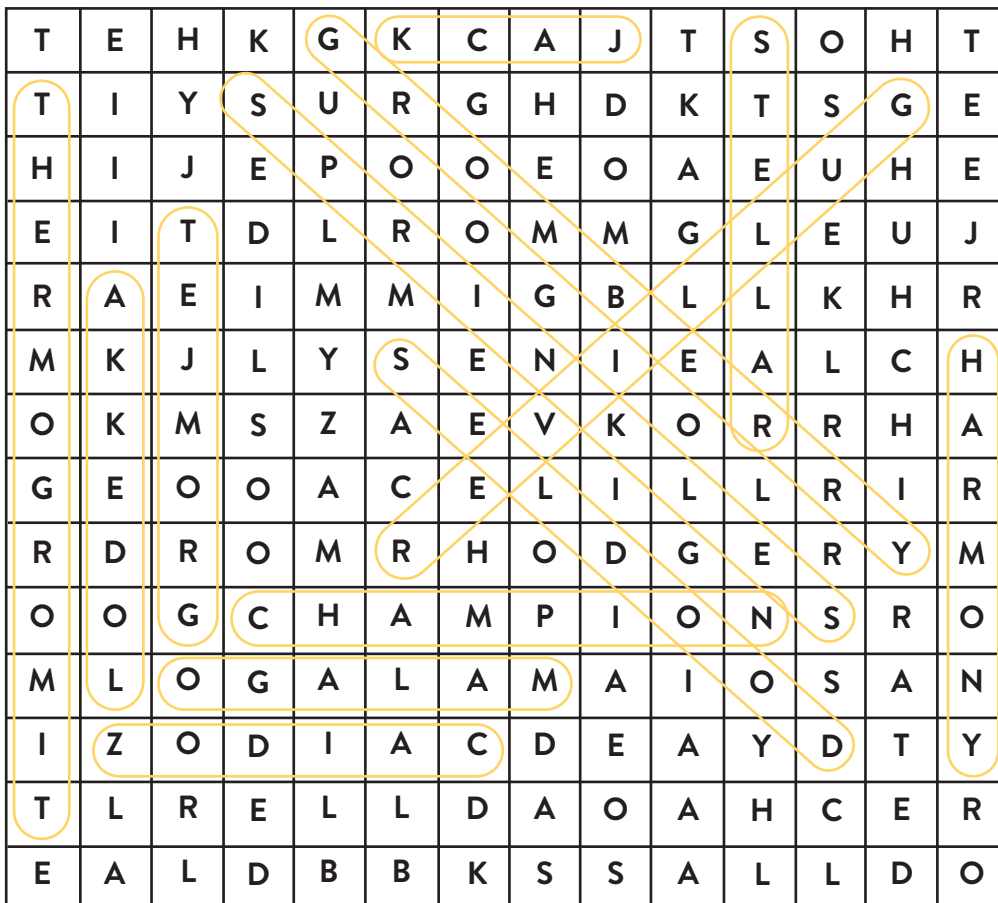 T E H K G K C A J T S O H T
T I Y S U R G H D K T S G E
H I J E P O O E O A E U H E
E I T D L R O M M G L E U J
R A E I M M I G B L L K H R
M K J L Y S E N I E A L C H
O K M S Z A E V K O R R H A
G E O O A C E L I L L R I R
R D R O M R H O D G E R Y M
O O G C H A M P I O N S R O
M L O G A L A M A I O S A N
I Z O D I A C D E A Y D T Y
T L R E L L D A O A H C E R
E A L D B B K S S A L L D O